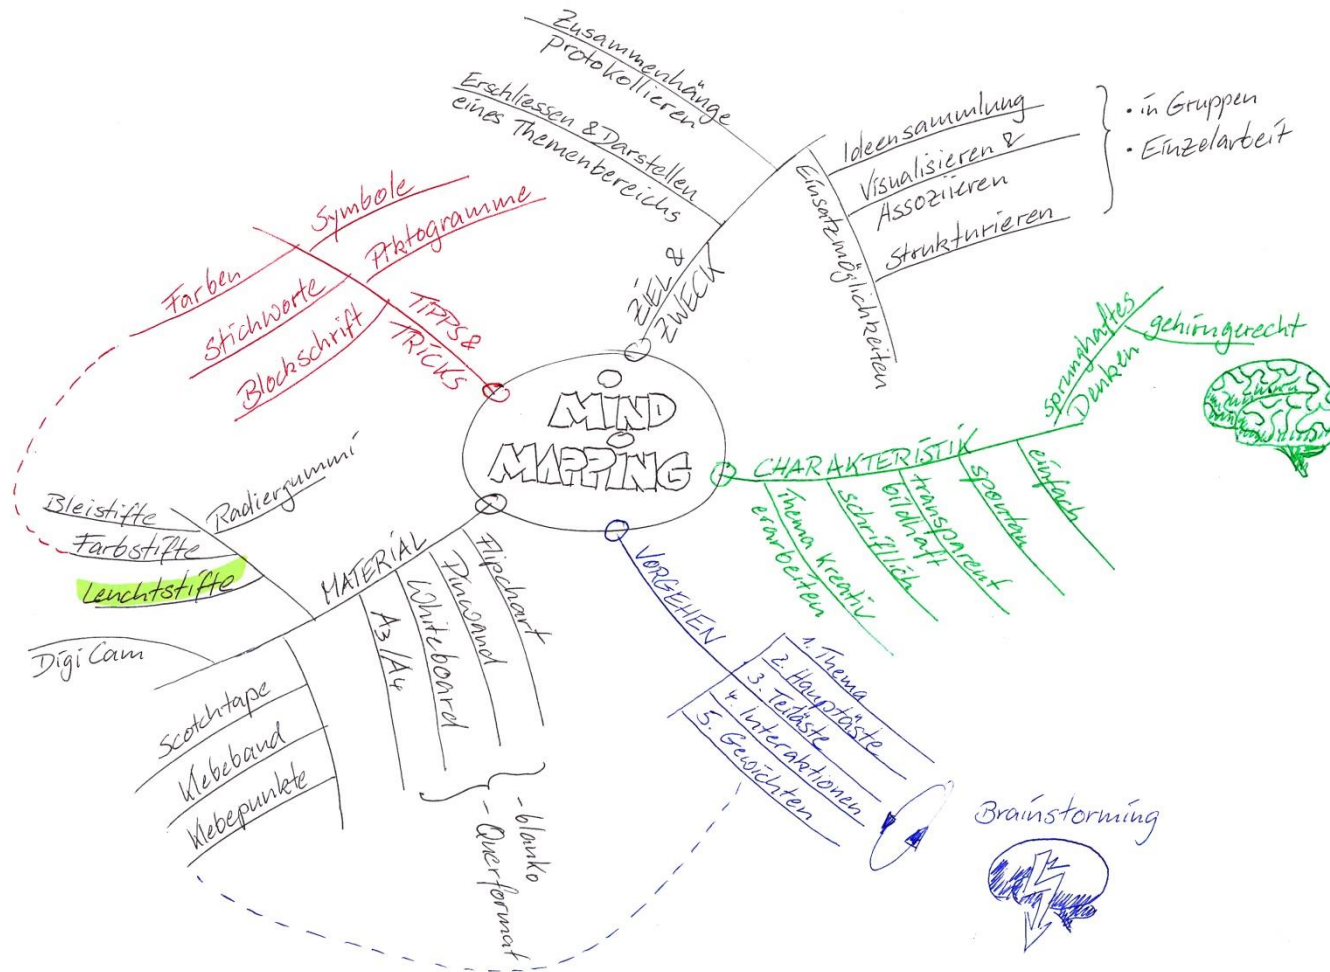 MiND
MAPPiNG
ZIEL &
ZWECK
Zusammenhänge
protokollieren
Erschliessen & Darstellen
eines Themenbereichs
Einsatzmöglichkeiten
Ideensammlung
Visualisieren &
Assoziieren
Strukturieren
• in Gruppen
• Einzelarbeit
CHARAKTERISTIK
sprunghaftes
Denken
gehirngerecht
einfach
spontan
transparent
bildhaft
schriftlich
Thema kreativ
erarbeiten
VORGEHEN
1. Thema
2. Hauptäste
3. Teiläste
4. Interaktionen
5. Gewichten
Brainstorming
MATERIAL
Flipchart
Pinwand
Whiteboard
A3/A4
- blanko
- Querformat
Radiergummi
Bleistifte
Farbstifte
Leuchtstifte
Digi Cam
Scotchtape
Klebeband
Klebepunkte
TIPPS &
TRICKS
Symbole
Piktogramme
Farben
Stichworte
Blockschrift